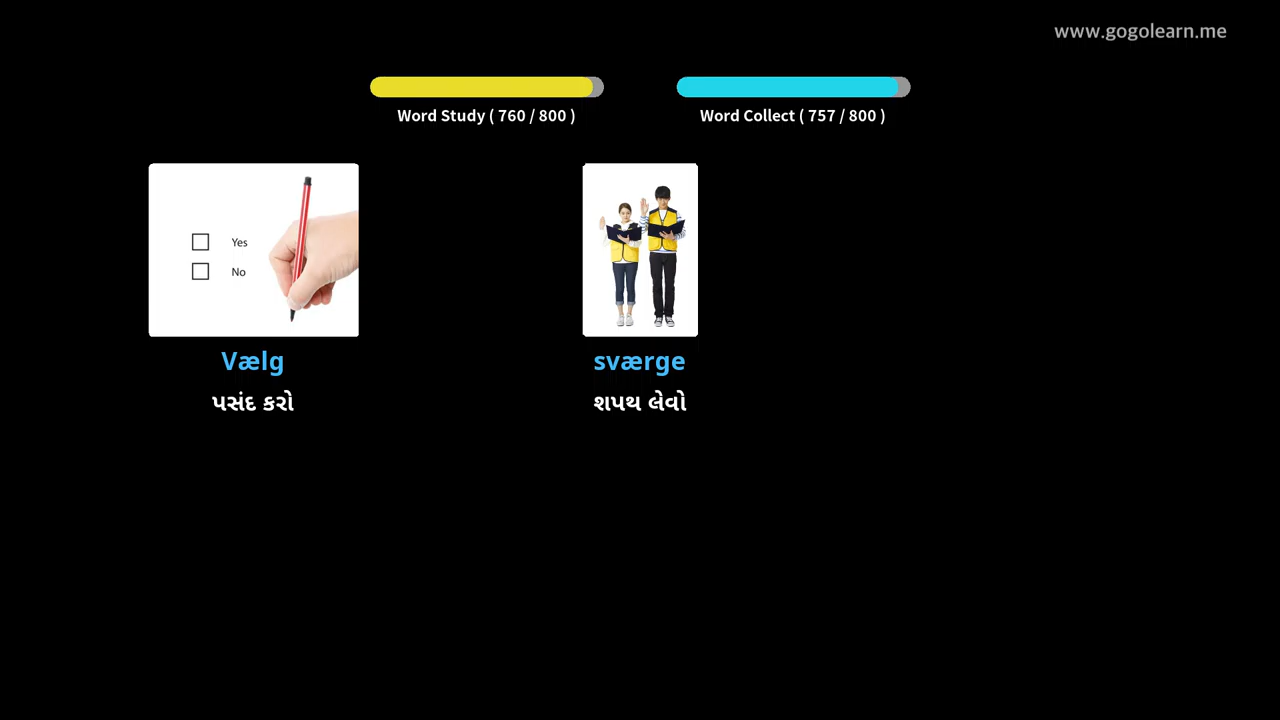 www.gogolearn.me
Word Study ( 760 / 800 )
Word Collect ( 757 / 800 )
Yes
No
Vælg
sværge
પસંદ કરો
શપથ લેવો